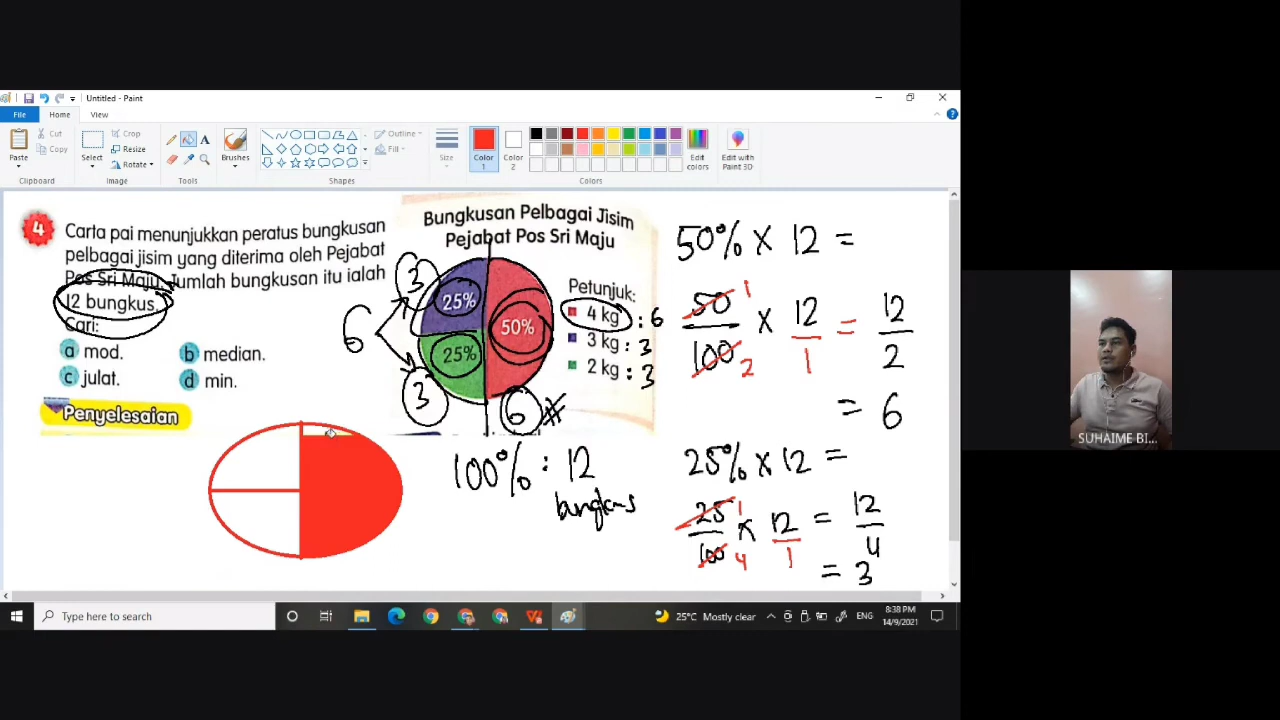 Untitled - Paint
File Home View
Paste
Cut
Copy
Clipboard
Select
Crop
Resize
Rotate
Image
Tools
Brushes
Shapes
Outline
Fill
Size
Color 1
Color 2
Edit colors
Colors
Edit with Paint 3D
4 Carta pai menunjukkan peratus bungkusan
pelbagai jisim yang diterima oleh Pejabat
Pos Sri Maju. Jumlah bungkusan itu ialah
12 bungkus.
Cari:
a mod. b median.
c julat. d min.
Penyelesaian
Bungkusan Pelbagai Jisim
Pejabat Pos Sri Maju
25%
50%
25%
3
6
3
6
Petunjuk:
4 kg : 6
3 kg : 3
2 kg : 3
100% : 12
bungkus
50% x 12 =
50 1 x 12 = 12
100 2 1 2
= 6
25% x 12 =
25 1 x 12 = 12
100 4 1 4
= 3
SUHAIME BI...
Type here to search
25°C Mostly clear
ENG
8:38 PM
14/9/2021